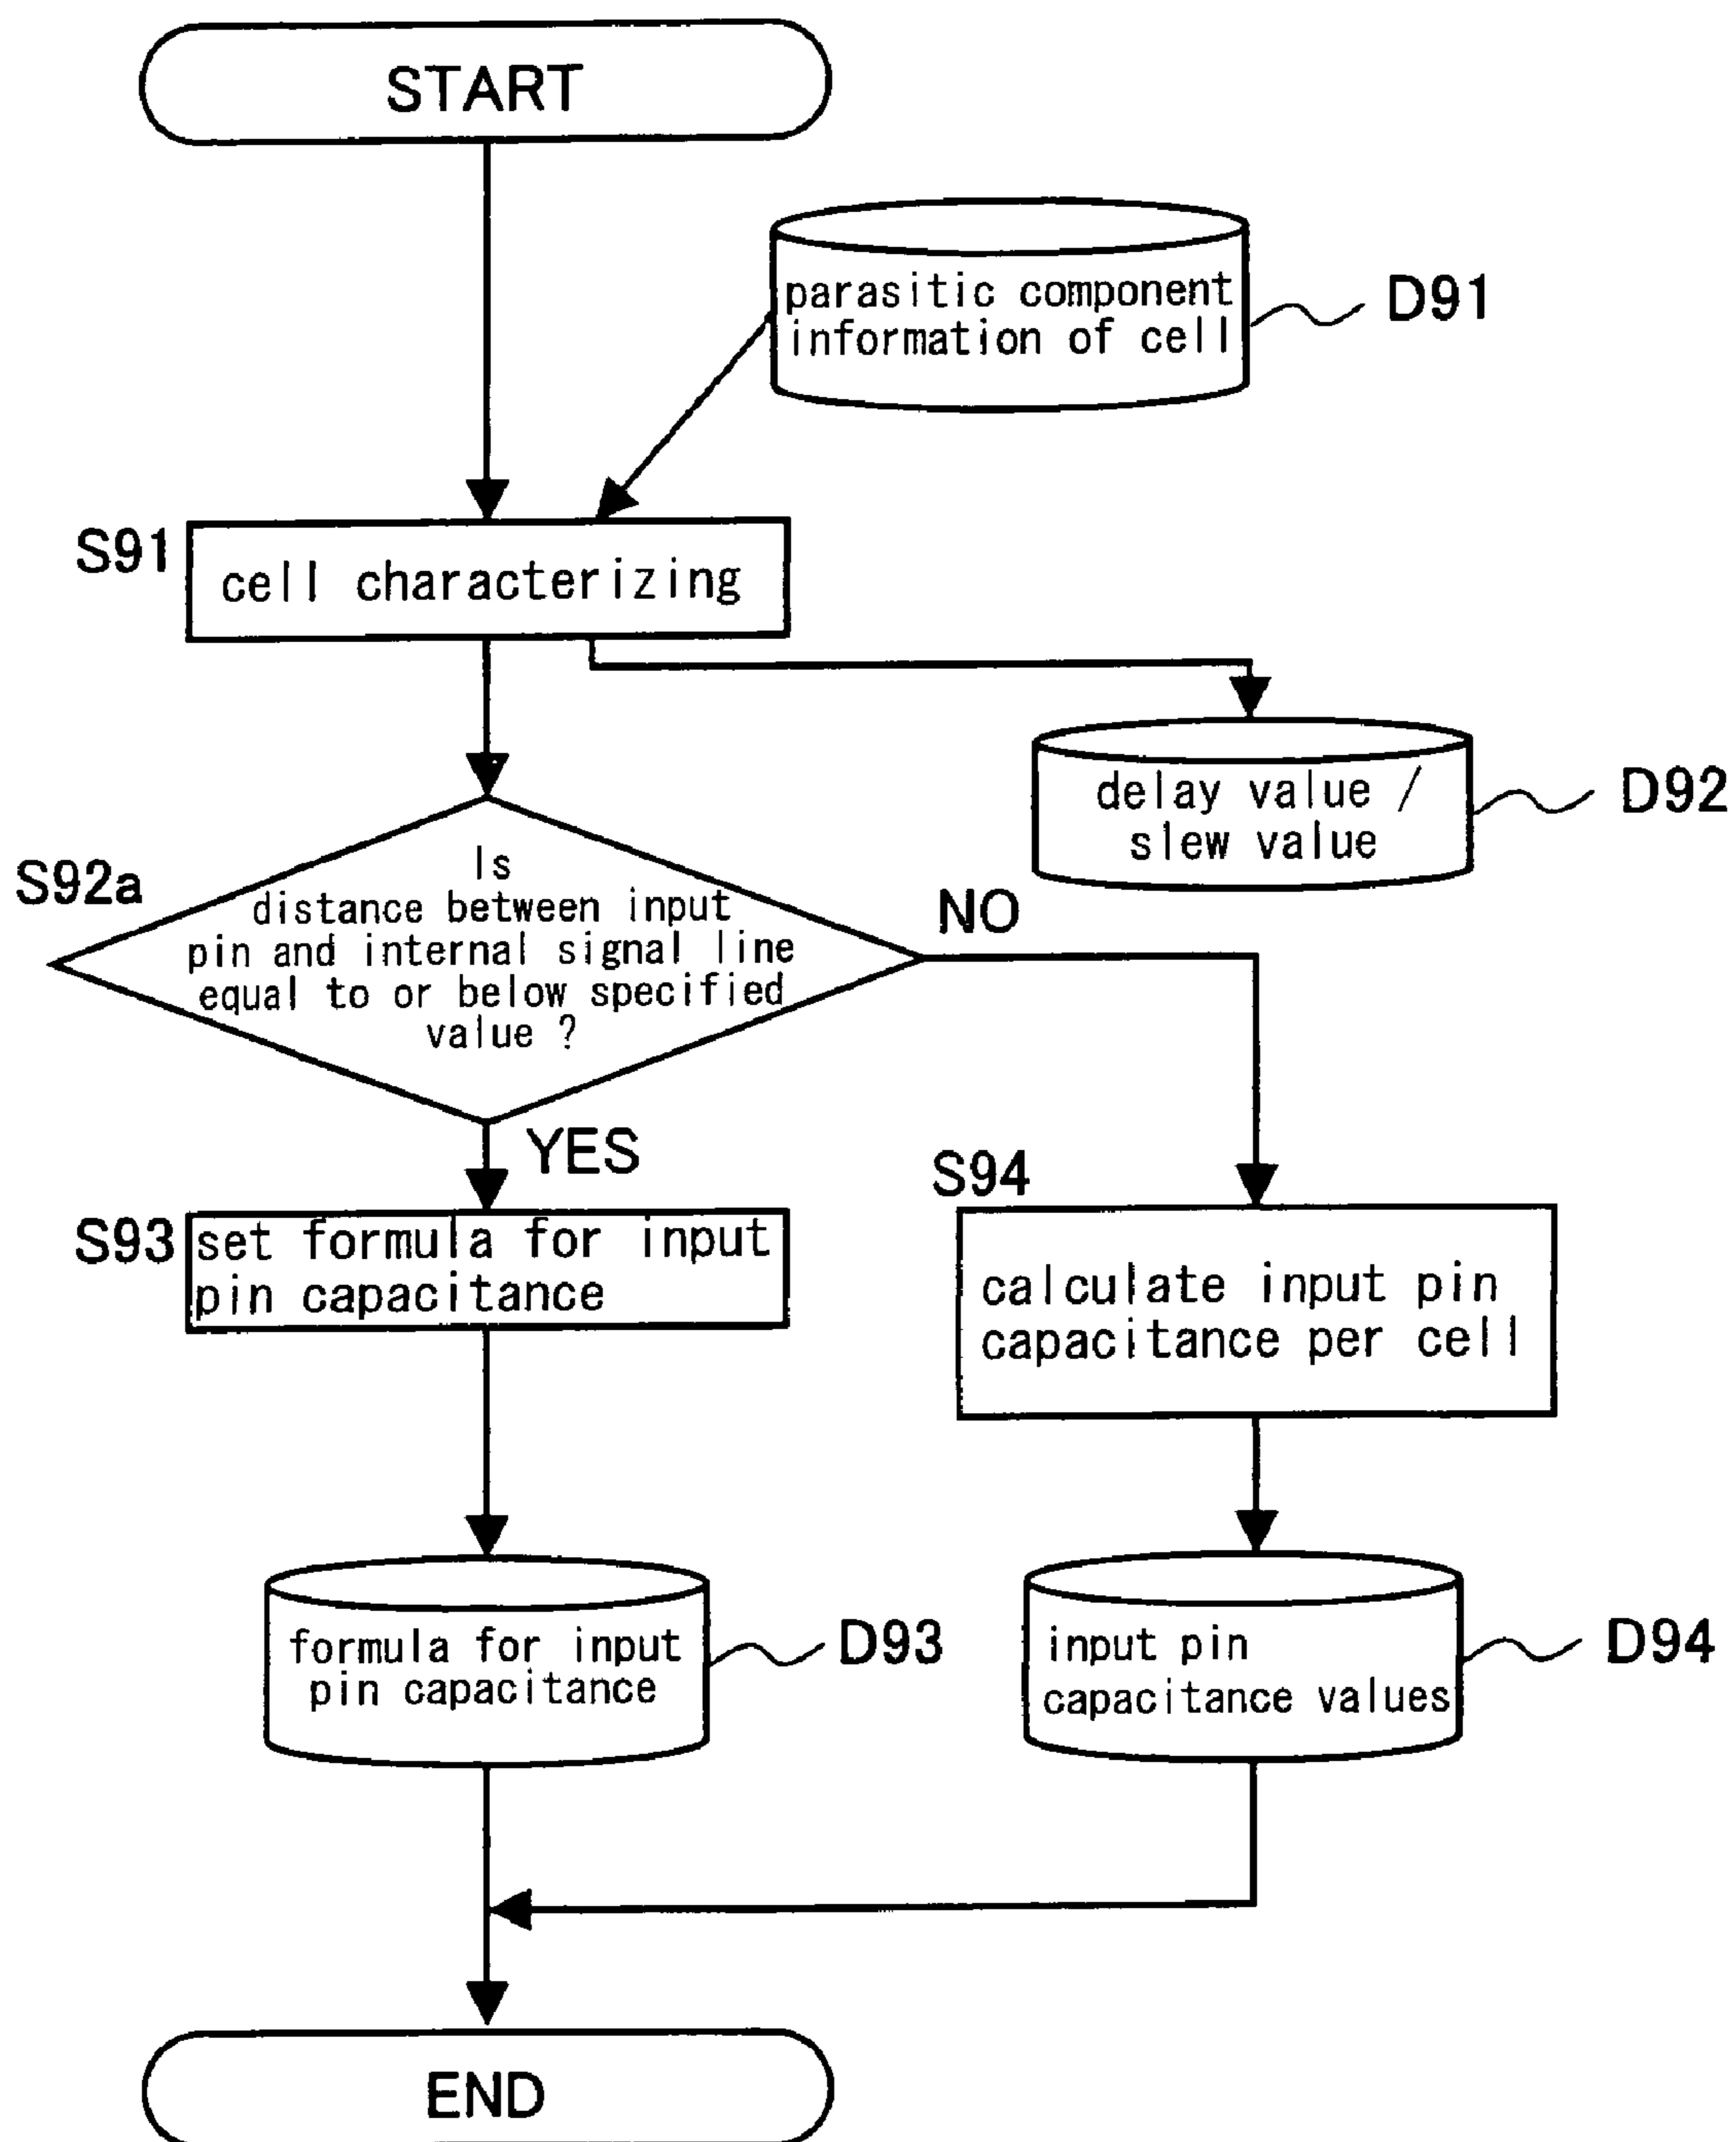 START
parasitic component
information of cell
D91
S91
cell characterizing
delay value /
slew value
D92
S92a
Is
distance between input
pin and internal signal line
equal to or below specified
value ?
NO
YES
S93
set formula for input
pin capacitance
S94
calculate input pin
capacitance per cell
formula for input
pin capacitance
D93
input pin
capacitance values
D94
END